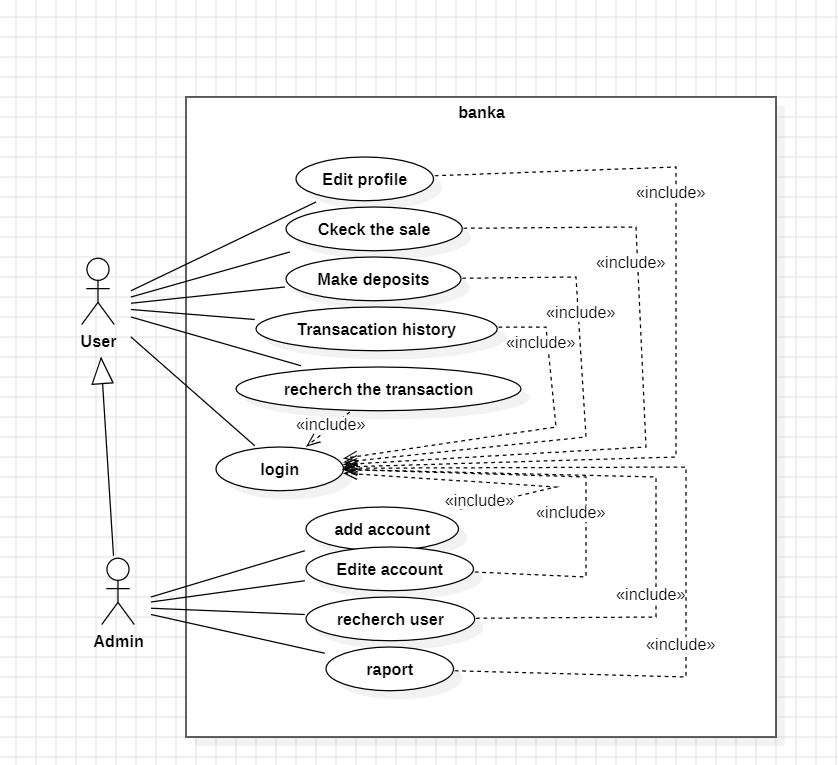 banka
Edit profile
«include»
Ckeck the sale
«include»
Make deposits
«include»
Transacation history
«include»
User
recherch the transaction
«include»
login
«include»
«include»
add account
Edite account
«include»
recherch user
Admin
«include»
raport